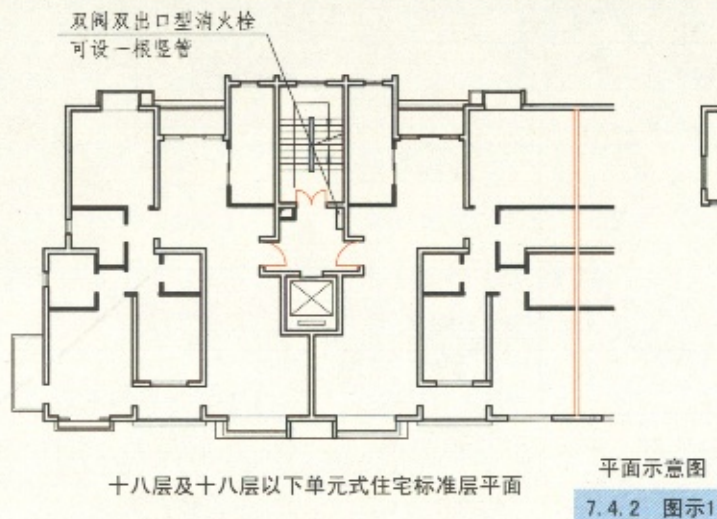 双阀双出口型消火栓
可设一根竖管
十八层及十八层以下单元式住宅标准层平面
平面示意图
7.4.2 图示1